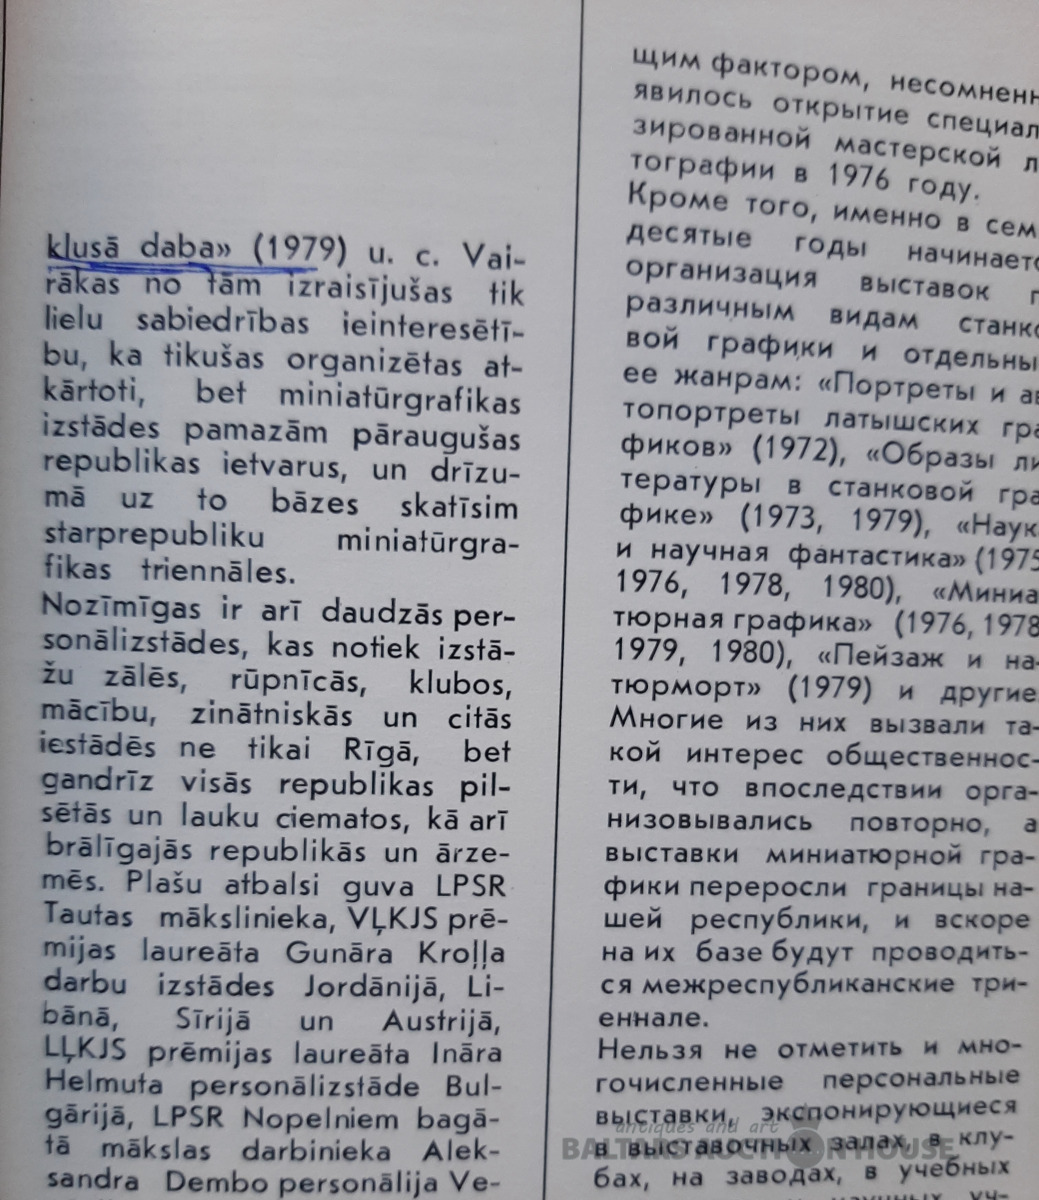 klusā daba» (1979) u. c. Vai-
rākas no tām izraisījušas tik
lielu sabiedrības ieinteresētī-
bu, ka tikušas organizētas at-
kārtoti, bet miniatūrgrafikas
izstādes pamazām pāraugušas
republikas ietvarus, un drīzu-
mā uz to bāzes skatīsim
starprepubliku miniatūrgra-
fikas triennāles.
Nozīmīgas ir arī daudzās per-
sonālizstādes, kas notiek izstā-
žu zālēs, rūpnīcās, klubos,
mācību, zinātniskās un citās
iestādēs ne tikai Rīgā, bet
gandrīz visās republikas pil-
sētās un lauku ciematos, kā arī
brālīgajās republikās un ārze-
mēs. Plašu atbalsi guva LPSR
Tautas mākslinieka, VĻKJS prē-
mijas laureāta Gunāra Kroļļa
darbu izstādes Jordānijā, Li-
bānā, Sīrijā un Austrijā,
LĻKJS prēmijas laureāta Ināra
Helmuta personālizstāde Bul-
gārijā, LPSR Nopelniem bagā-
tā mākslas darbinieka Alek-
sandra Dembo personālija Ve-
щим фактором, несомненн
явилось открытие специал
зированной мастерской л
тографии в 1976 году.
Кроме того, именно в сем
десятые годы начинаетс
организация выставок п
различным видам станко
вой графики и отдельны
ее жанрам: «Портреты и ав
топортреты латышских гра
фиков» (1972), «Образы ли
тературы в станковой гра
фике» (1973, 1979), «Наук
и научная фантастика» (1975
1976, 1978, 1980), «Миниа
тюрная графика» (1976, 1978
1979, 1980), «Пейзаж и на-
тюрморт» (1979) и другие
Многие из них вызвали та-
кой интерес общественнос-
ти, что впоследствии орга-
низовывались повторно, а
выставки миниатюрной гра-
фики переросли границы на-
шей республики, и вскоре
на их базе будут проводить-
ся межреспубликанские три-
еннале.
Нельзя не отметить и мно-
гочисленные персональные
выставки, экспонирующиеся
в выставочных залах, в клу-
бах, на заводах, в учебных
antiques and art
BALTARS AUCTION HOUSE